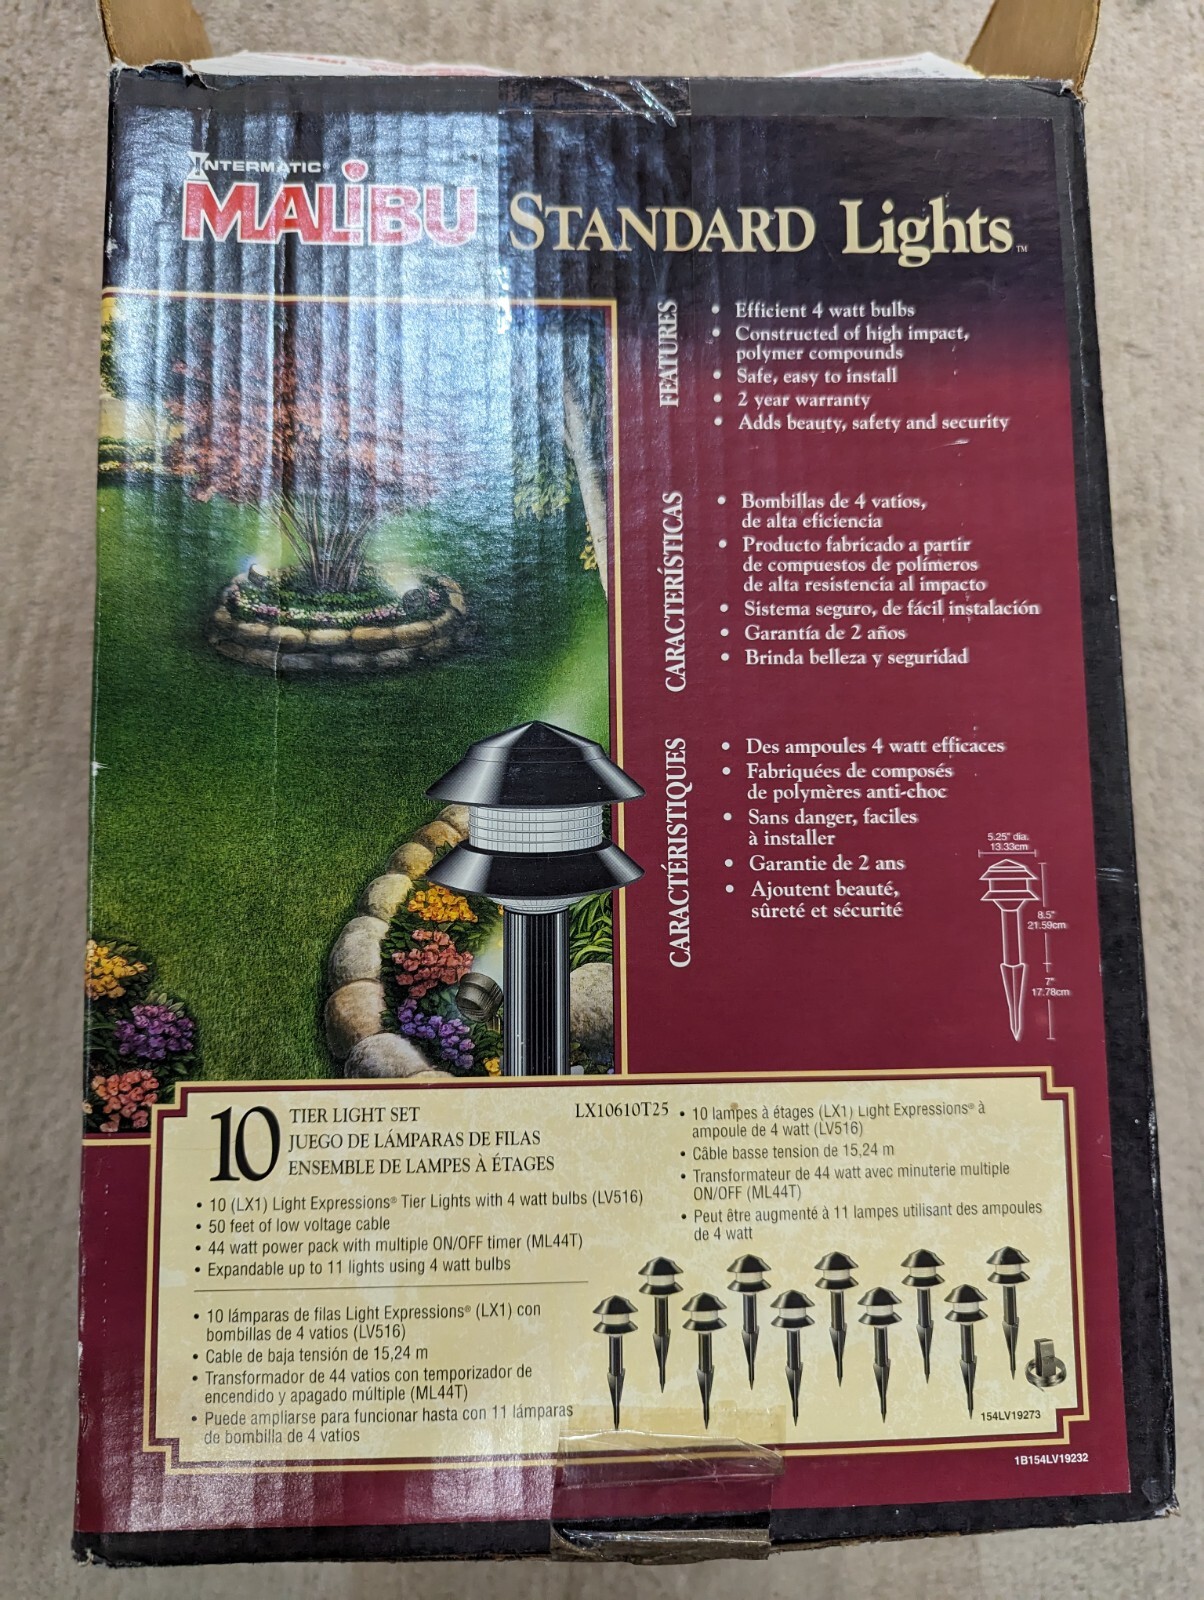 INTERMATIC®
MALIBU STANDARD Lights™
FEATURES
• Efficient 4 watt bulbs
• Constructed of high impact,
polymer compounds
• Safe, easy to install
• 2 year warranty
• Adds beauty, safety and security
CARACTERÍSTICAS
• Bombillas de 4 vatios,
de alta eficiencia
• Producto fabricado a partir
de compuestos de polímeros
de alta resistencia al impacto
• Sistema seguro, de fácil instalación
• Garantía de 2 años
• Brinda belleza y seguridad
CARACTÉRISTIQUES
• Des ampoules 4 watt efficaces
• Fabriquées de composés
de polymères anti-choc
• Sans danger, faciles
à installer
• Garantie de 2 ans
• Ajoutent beauté,
sûreté et sécurité
5.25" dia.
13.33cm
8.5"
21.59cm
7"
17.78cm
10 TIER LIGHT SET
JUEGO DE LÁMPARAS DE FILAS
ENSEMBLE DE LAMPES À ÉTAGES
LX10610T25
• 10 (LX1) Light Expressions® Tier Lights with 4 watt bulbs (LV516)
• 50 feet of low voltage cable
• 44 watt power pack with multiple ON/OFF timer (ML44T)
• Expandable up to 11 lights using 4 watt bulbs
• 10 lámparas de filas Light Expressions® (LX1) con
bombillas de 4 vatios (LV516)
• Cable de baja tensión de 15,24 m
• Transformador de 44 vatios con temporizador de
encendido y apagado múltiple (ML44T)
• Puede ampliarse para funcionar hasta con 11 lámparas
de bombilla de 4 vatios
• 10 lampes à étages (LX1) Light Expressions® à
ampoule de 4 watt (LV516)
• Câble basse tension de 15,24 m
• Transformateur de 44 watt avec minuterie multiple
ON/OFF (ML44T)
• Peut être augmenté à 11 lampes utilisant des ampoules
de 4 watt
154LV19273
1B154LV19232